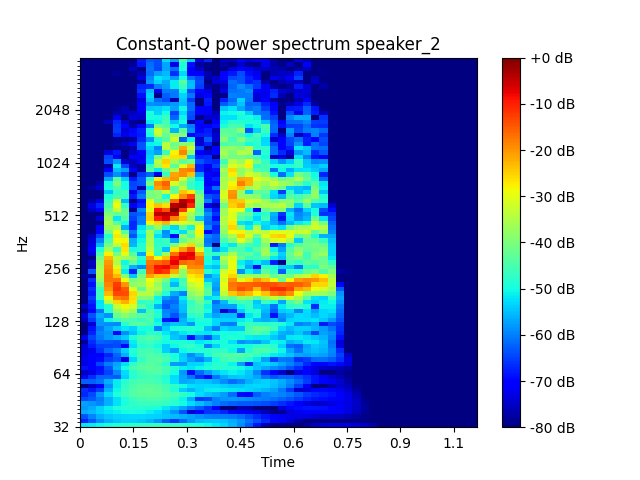 Constant-Q power spectrum speaker_2
Hz
2048
1024
512
256
128
64
32
0 0.15 0.3 0.45 0.6 0.75 0.9 1.1
Time
+0 dB
-10 dB
-20 dB
-30 dB
-40 dB
-50 dB
-60 dB
-70 dB
-80 dB